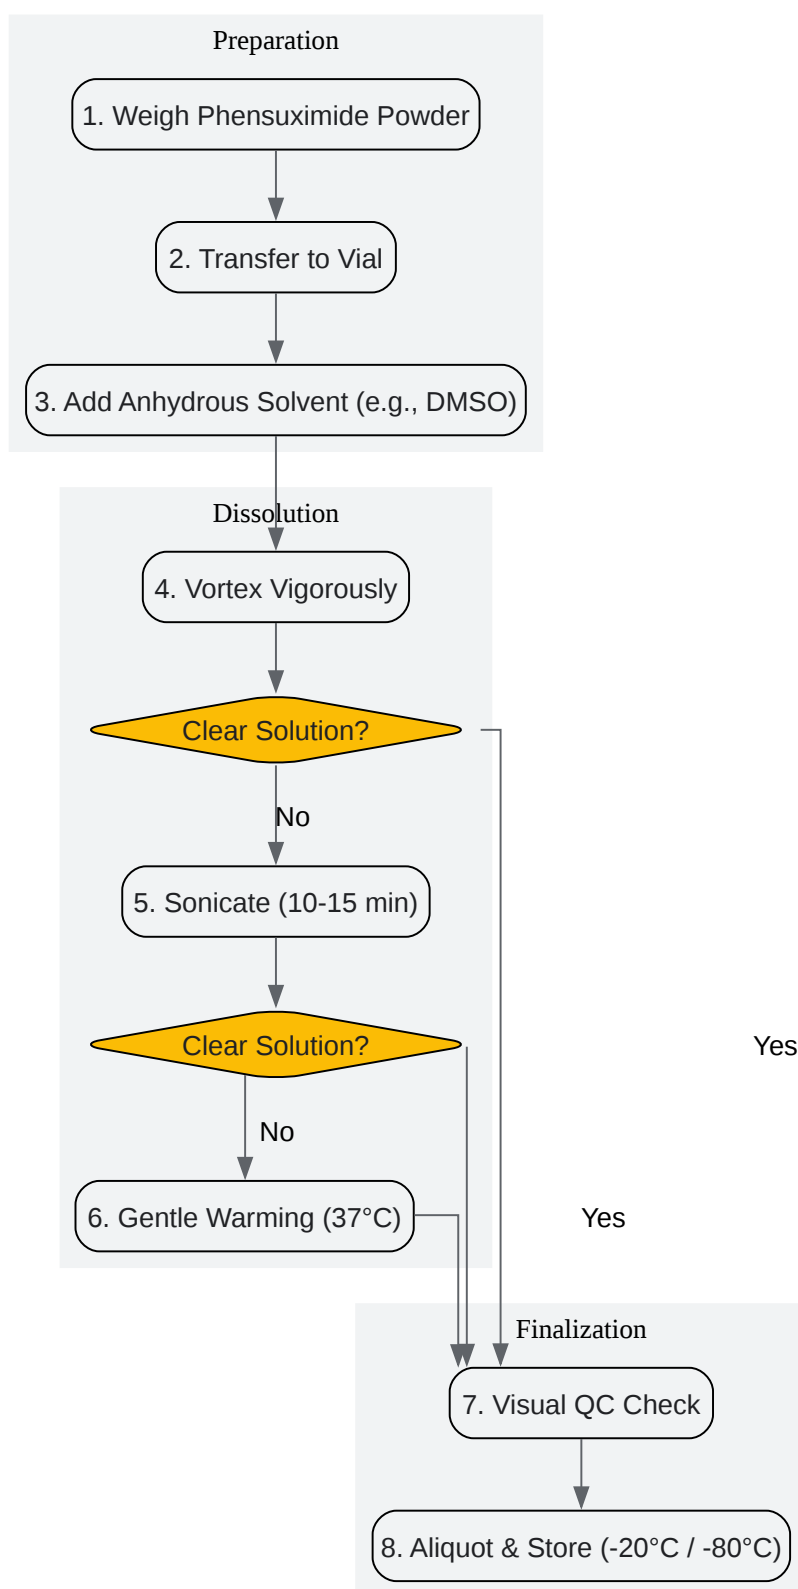 Preparation
1. Weigh Phensuximide Powder
2. Transfer to Vial
3. Add Anhydrous Solvent (e.g., DMSO)
Dissolution
4. Vortex Vigorously
Clear Solution?
No
5. Sonicate (10-15 min)
Clear Solution?
Yes
No
6. Gentle Warming (37°C)
Yes
Finalization
7. Visual QC Check
8. Aliquot & Store (-20°C / -80°C)